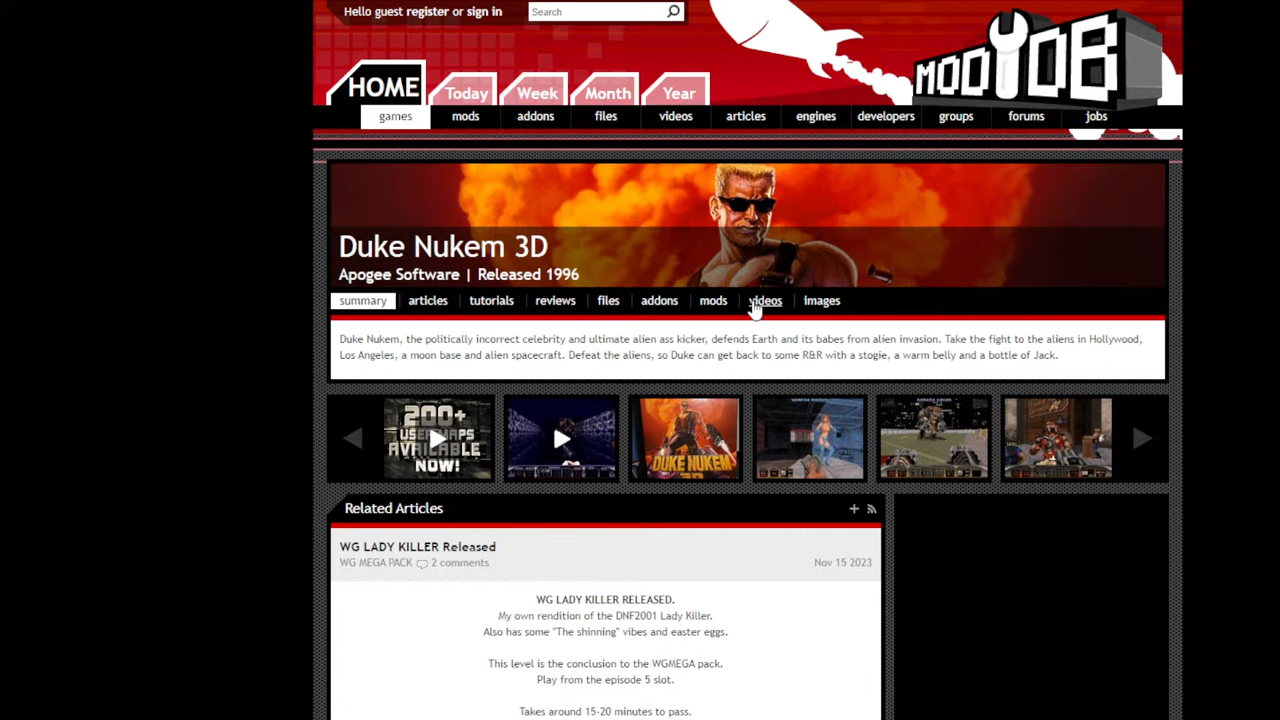 Hello guest register or sign in
Search
MODDB
HOME
Today
Week
Month
Year
games
mods
addons
files
videos
articles
engines
developers
groups
forums
jobs
Duke Nukem 3D
Apogee Software | Released 1996
summary
articles
tutorials
reviews
files
addons
mods
videos
images
Duke Nukem, the politically incorrect celebrity and ultimate alien ass kicker, defends Earth and its babes from alien invasion. Take the fight to the aliens in Hollywood,
Los Angeles, a moon base and alien spacecraft. Defeat the aliens, so Duke can get back to some R&R with a stogie, a warm belly and a bottle of Jack.
200+
USERMAPS
AVAILABLE
NOW!
DUKE NUKEM
3D
Related Articles
WG LADY KILLER Released
WG MEGA PACK 2 comments
Nov 15 2023
WG LADY KILLER RELEASED.
My own rendition of the DNF2001 Lady Killer.
Also has some "The shinning" vibes and easter eggs.
This level is the conclusion to the WGMEGA pack.
Play from the episode 5 slot.
Takes around 15-20 minutes to pass.